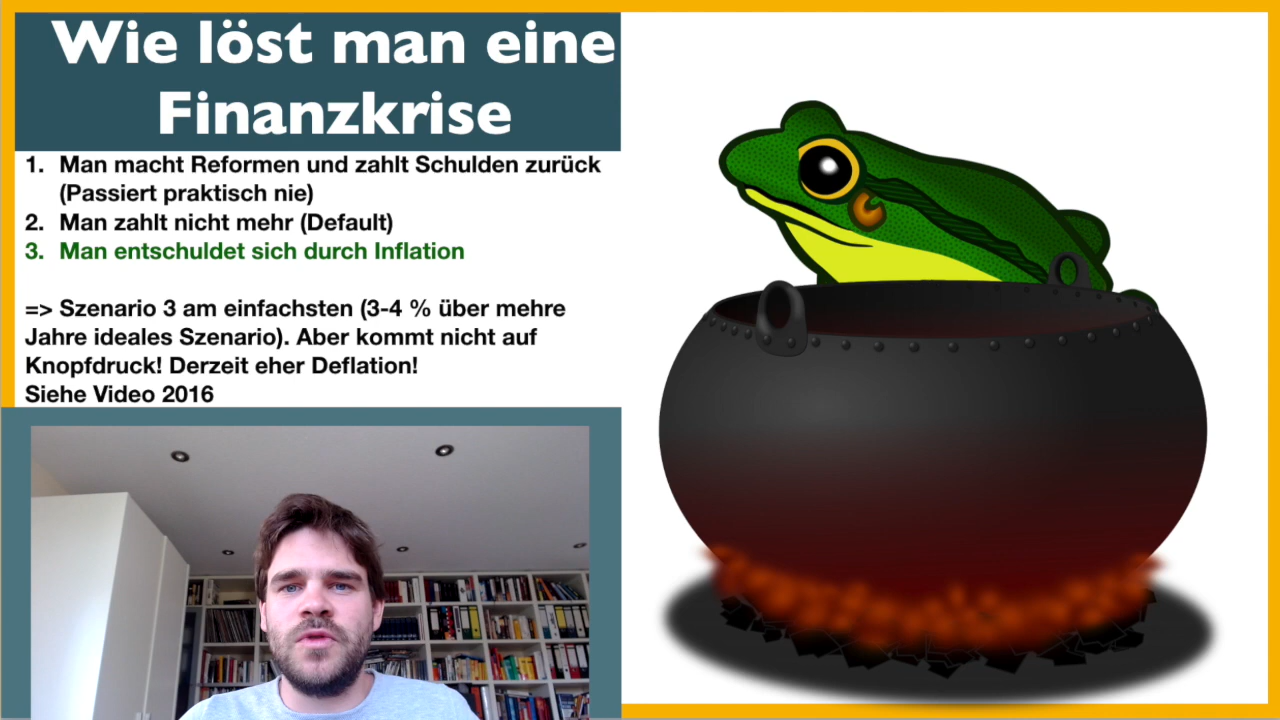 Wie löst man eine
Finanzkrise
1. Man macht Reformen und zahlt Schulden zurück
(Passiert praktisch nie)
2. Man zahlt nicht mehr (Default)
3. Man entschuldet sich durch Inflation
=> Szenario 3 am einfachsten (3-4 % über mehre
Jahre ideales Szenario). Aber kommt nicht auf
Knopfdruck! Derzeit eher Deflation!
Siehe Video 2016